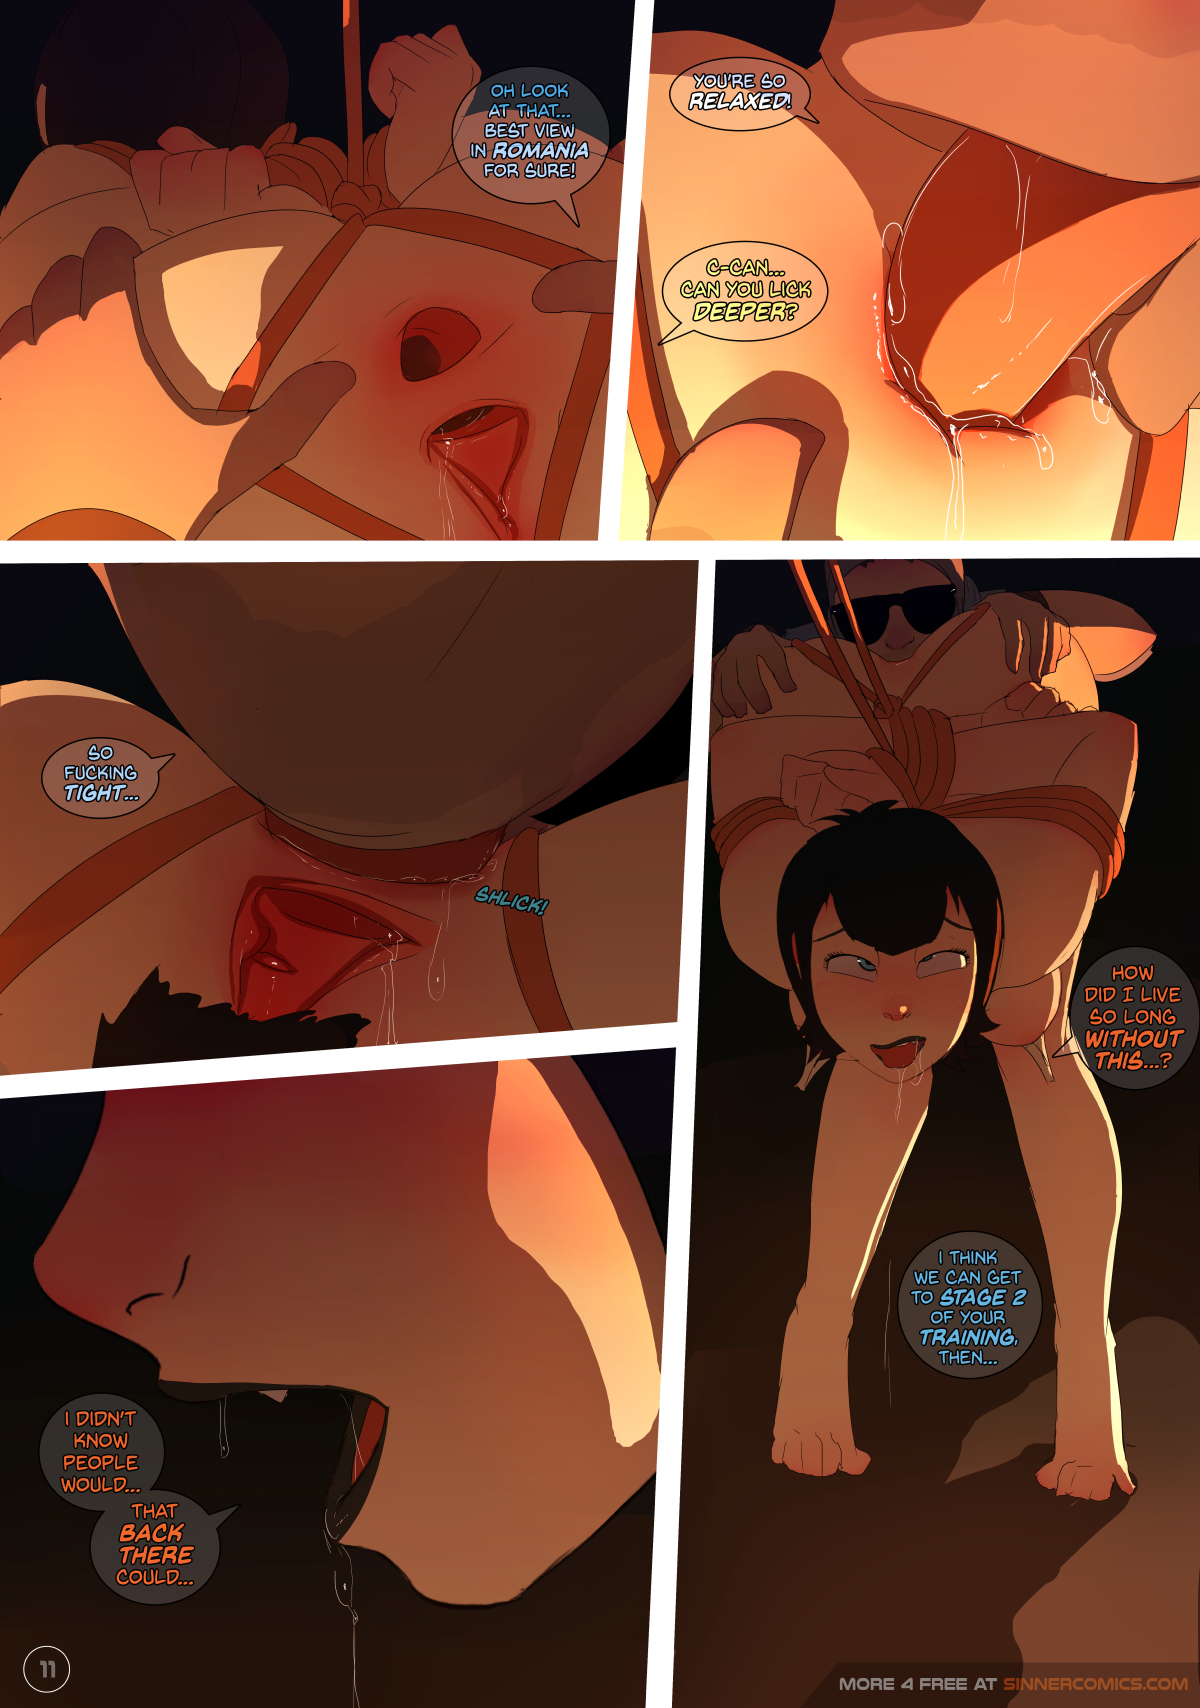 OH LOOK
AT THAT...
BEST VIEW
IN ROMANIA
FOR SURE!
YOU'RE SO
RELAXED!
C-CAN...
CAN YOU LICK
DEEPER?
SO
FUCKING
TIGHT...
SHLICK!
HOW
DID I LIVE
SO LONG
WITHOUT
THIS...?
I THINK
WE CAN GET
TO STAGE 2
OF YOUR
TRAINING,
THEN...
I DIDN'T
KNOW
PEOPLE
WOULD...
THAT
BACK
THERE
COULD...
11
MORE 4 FREE AT SINNERCOMICS.COM